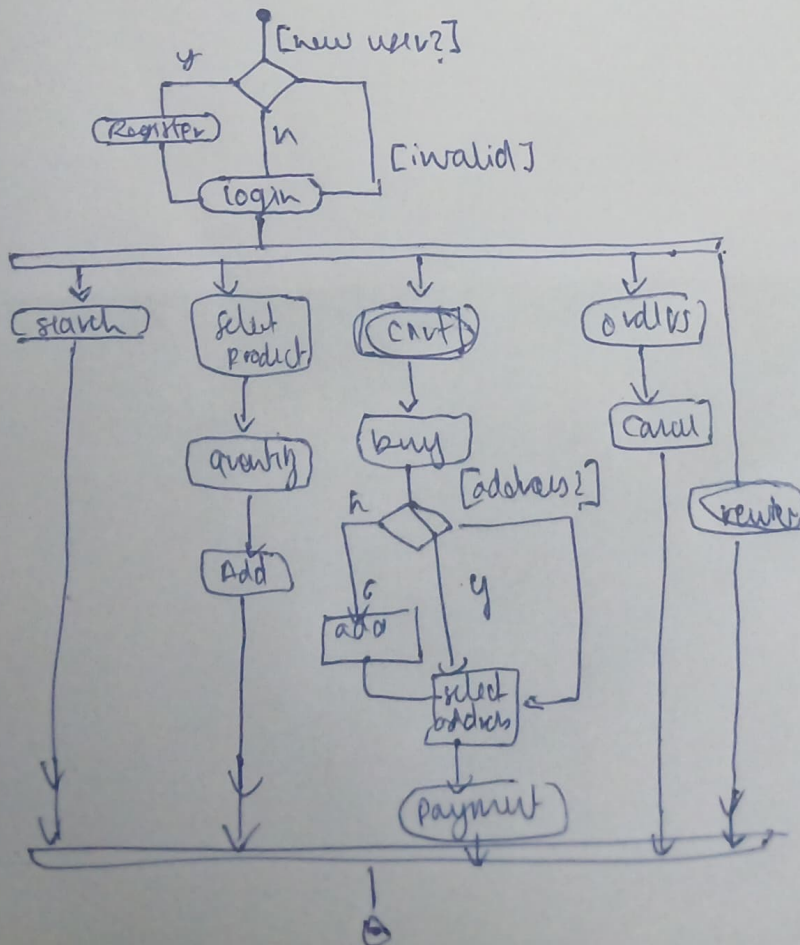 [new user?]
y
Register
n
[invalid]
login
search
select
product
cart
orders
buy
cancel
quantity
[address?]
n
Add
y
add
select
address
payment